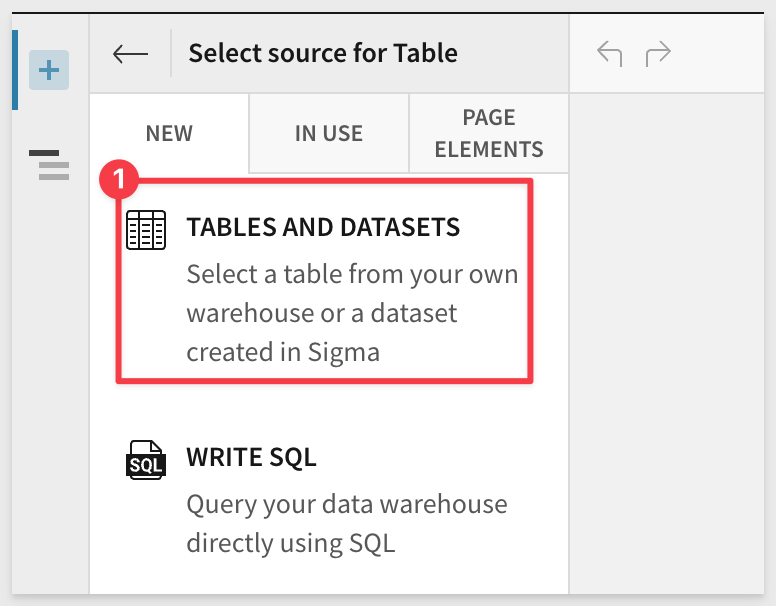 Select source for Table
NEW
IN USE
PAGE
ELEMENTS
1
TABLES AND DATASETS
Select a table from your own
warehouse or a dataset
created in Sigma
SQL
WRITE SQL
Query your data warehouse
directly using SQL